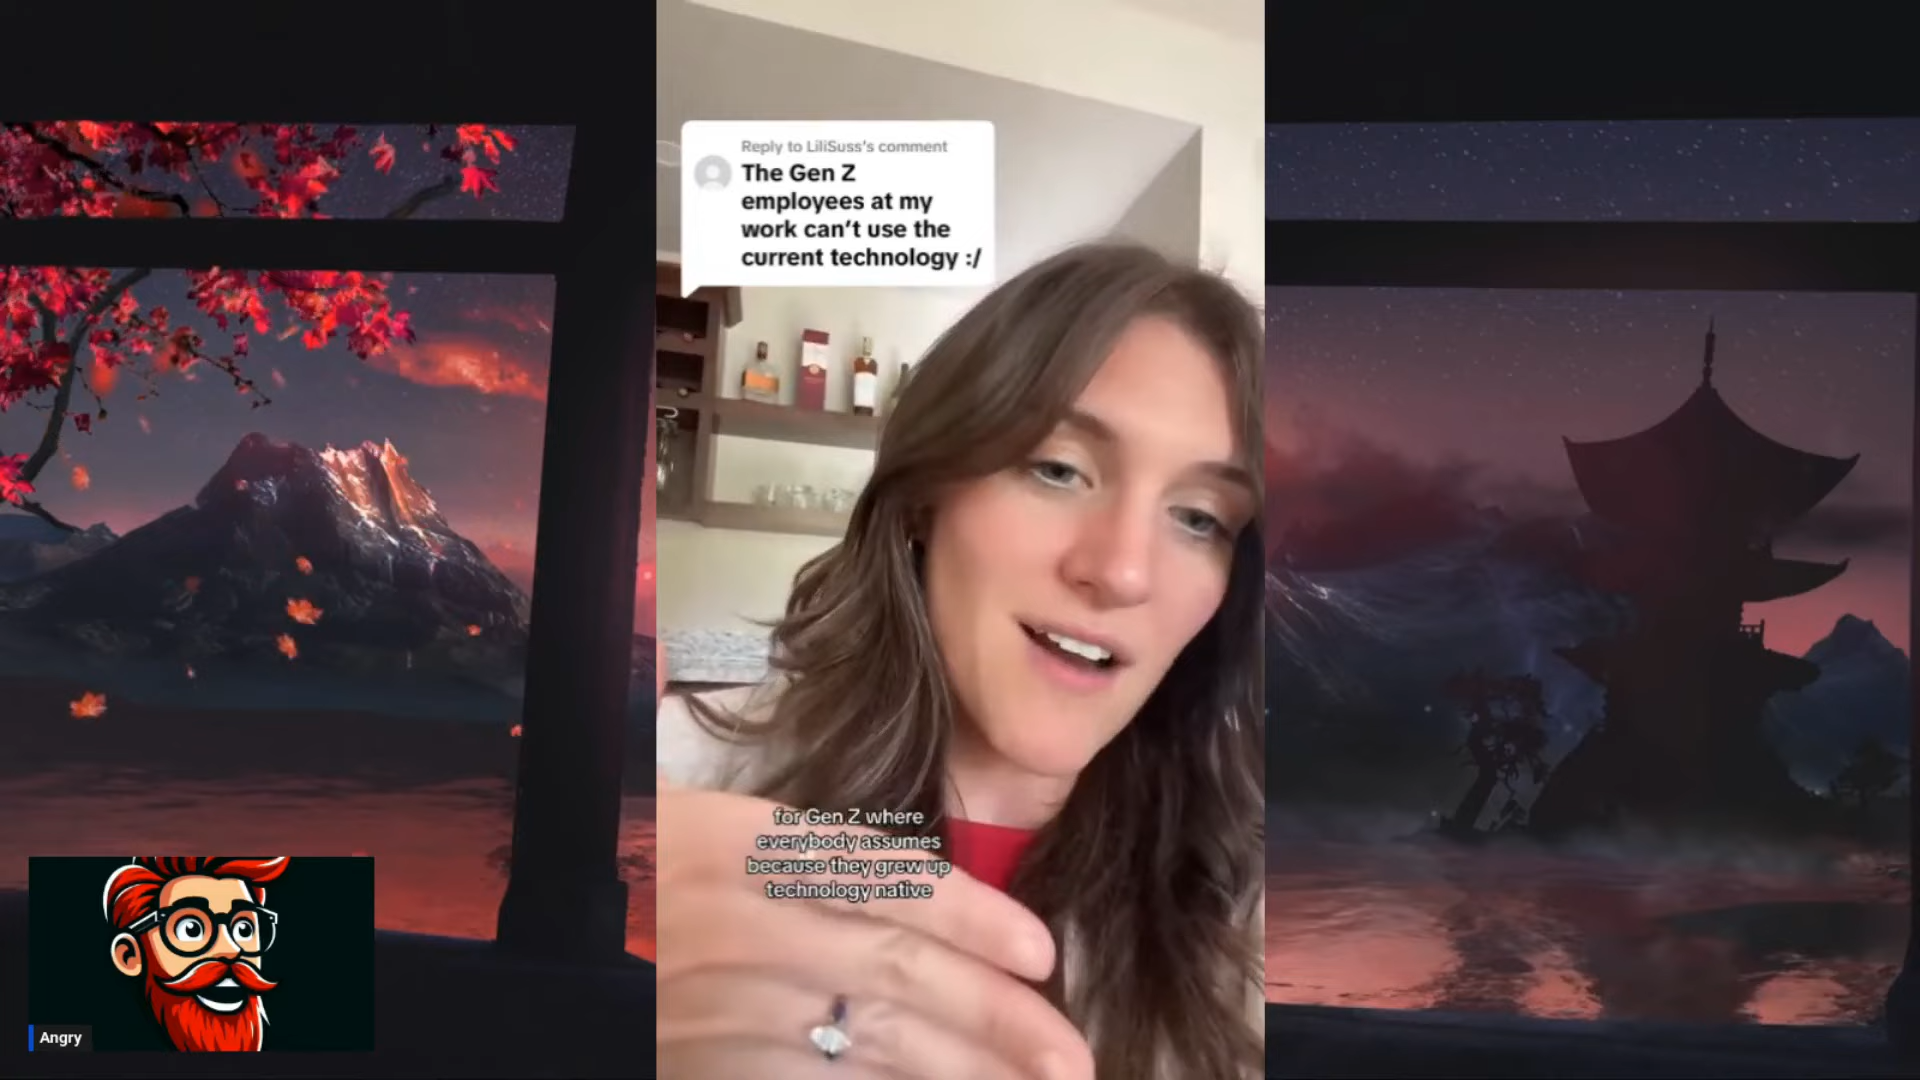 Reply to LiliSuss's comment
The Gen Z
employees at my
work can't use the
current technology :/
for Gen Z where
everybody assumes
because they grew up
technology native
Angry